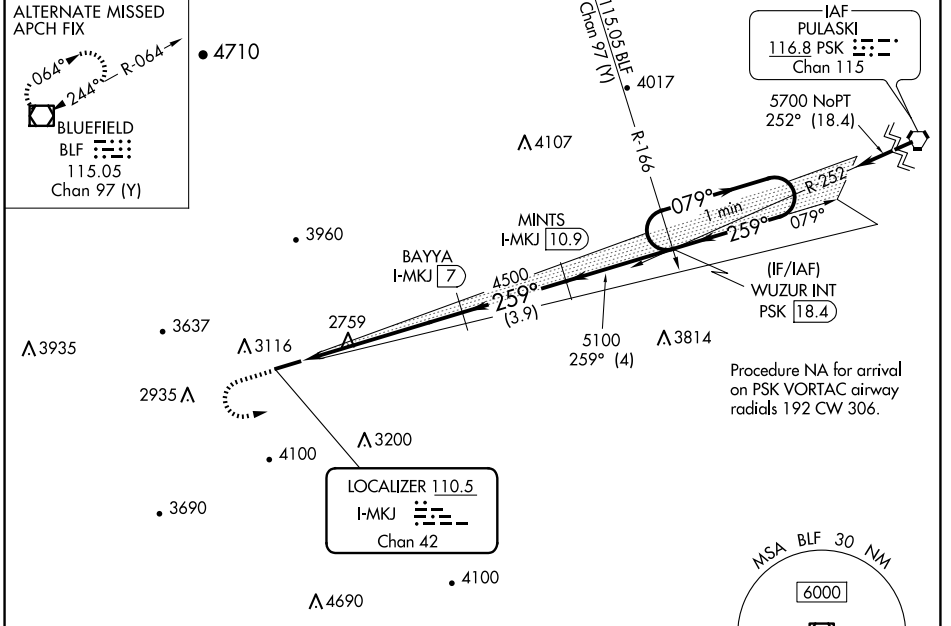 ALTERNATE MISSED
APCH FIX
064°
R-064
244°
BLUEFIELD
BLF
115.05
Chan 97 (Y)
4710
115.05 BLF
Chan 97 (Y)
4017
R-166
IAF
PULASKI
116.8 PSK
Chan 115
5700 NoPT
252° (18.4)
R-252
4107
079°
1 min
259°
079°
MINTS
I-MKJ 10.9
3960
BAYYA
I-MKJ 7
4500
259°
(3.9)
(IF/IAF)
WUZUR INT
PSK 18.4
5100
259° (4)
3814
3637
2759
3935
3116
2935
Procedure NA for arrival
on PSK VORTAC airway
radials 192 CW 306.
3200
4100
LOCALIZER 110.5
I-MKJ
Chan 42
3690
4100
4690
MSA BLF 30 NM
6000